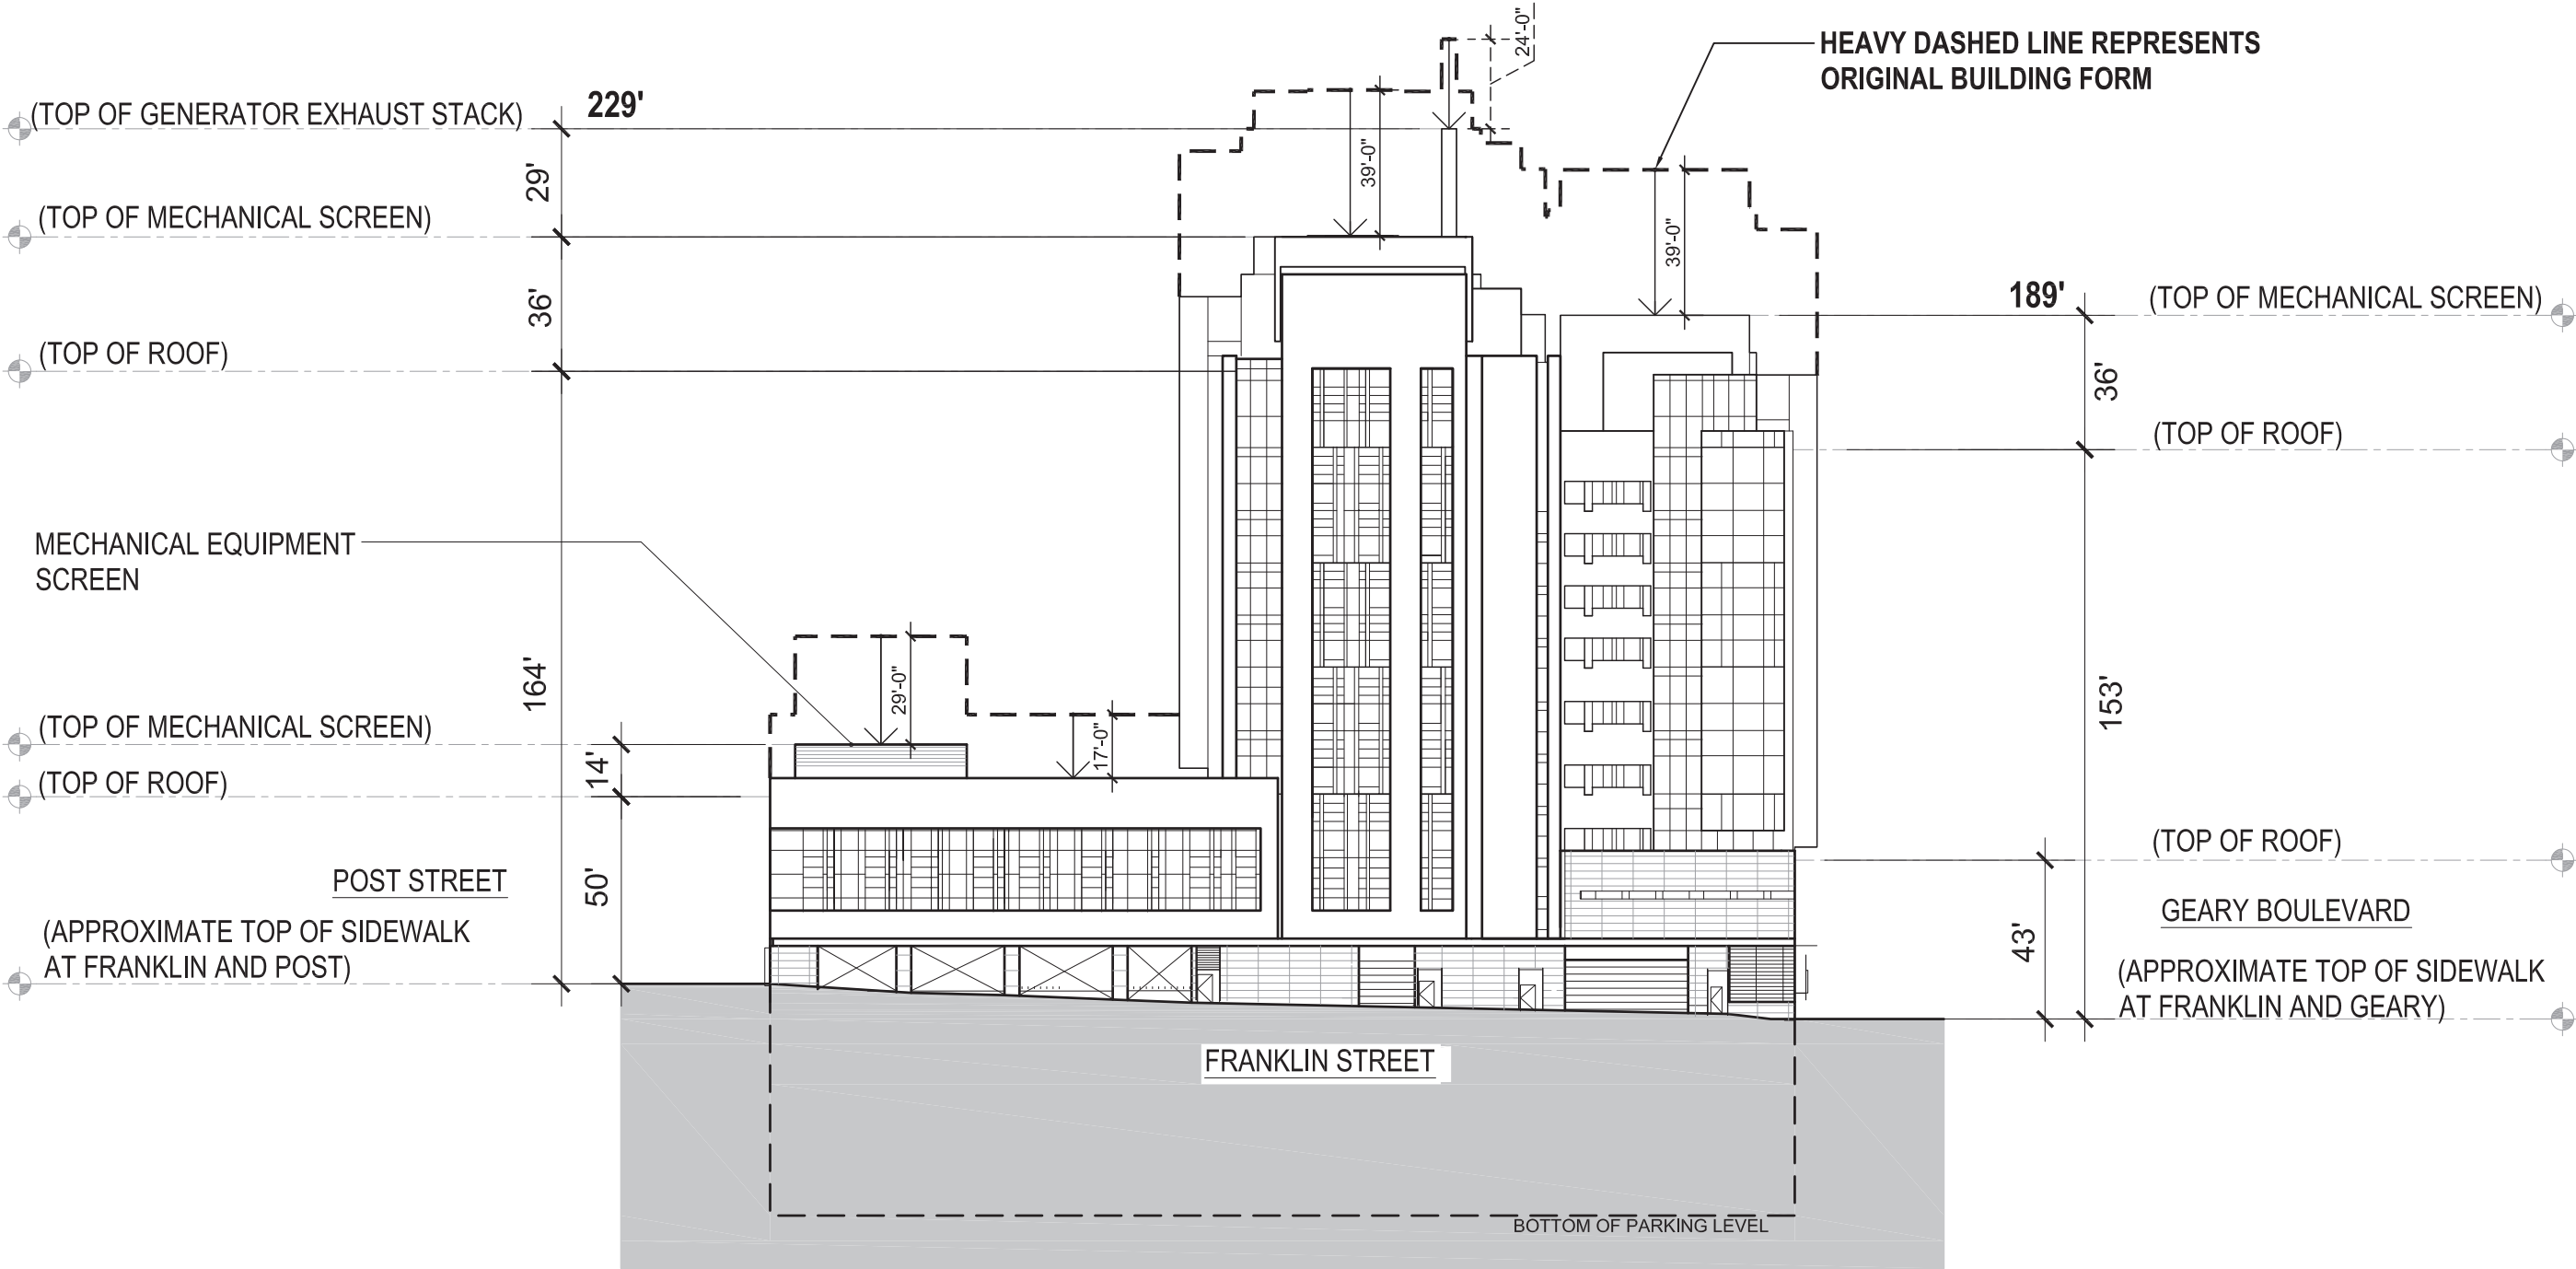 24'-0"
HEAVY DASHED LINE REPRESENTS
ORIGINAL BUILDING FORM
(TOP OF GENERATOR EXHAUST STACK)
229'
29'
39'-0"
(TOP OF MECHANICAL SCREEN)
39'-0"
36'
189'
(TOP OF MECHANICAL SCREEN)
(TOP OF ROOF)
36'
(TOP OF ROOF)
MECHANICAL EQUIPMENT
SCREEN
164'
29'-0"
153'
(TOP OF MECHANICAL SCREEN)
17'-0"
14'
(TOP OF ROOF)
(TOP OF ROOF)
50'
POST STREET
GEARY BOULEVARD
(APPROXIMATE TOP OF SIDEWALK
AT FRANKLIN AND POST)
43'
(APPROXIMATE TOP OF SIDEWALK
AT FRANKLIN AND GEARY)
FRANKLIN STREET
BOTTOM OF PARKING LEVEL